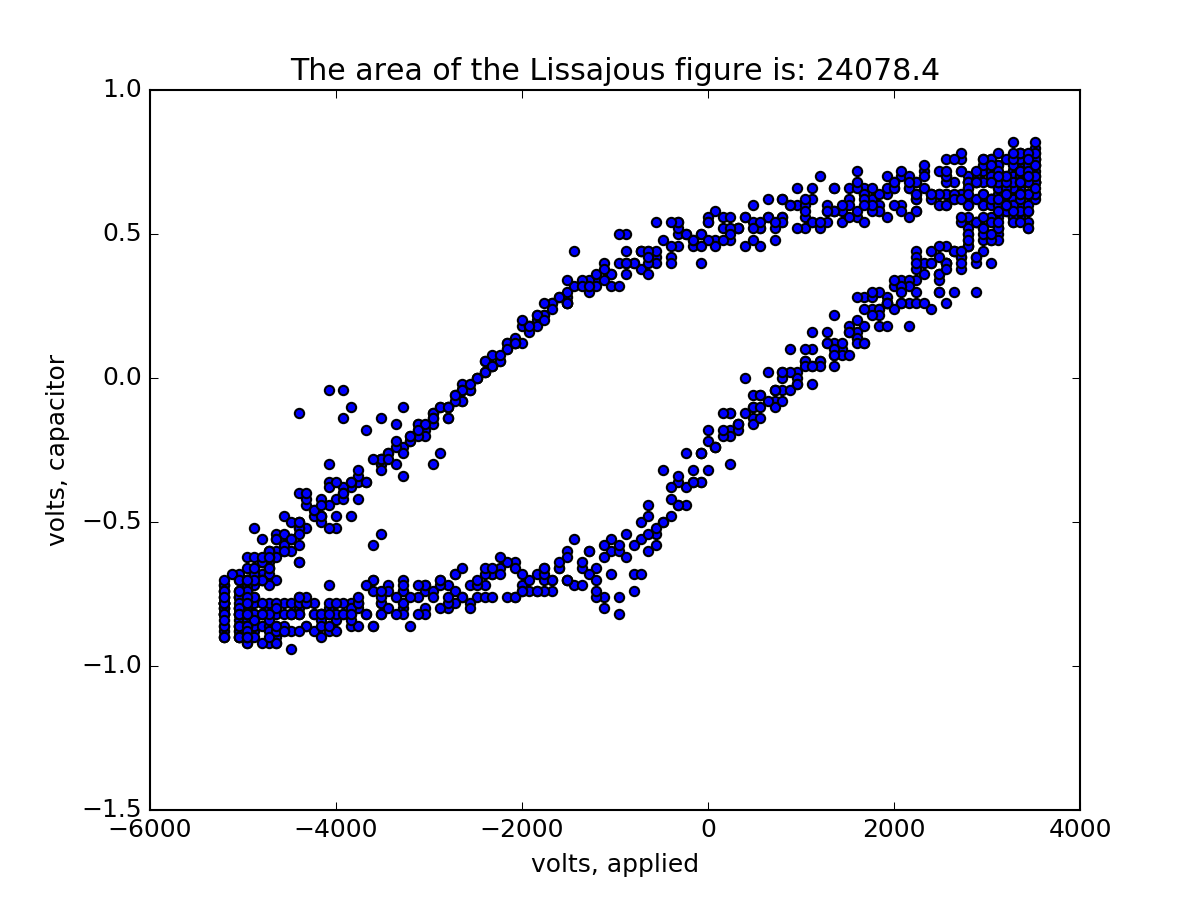 The area of the Lissajous figure is: 24078.4
1.0
0.5
0.0
−0.5
−1.0
−1.5
volts, capacitor
−6000 −4000 −2000 0 2000 4000
volts, applied